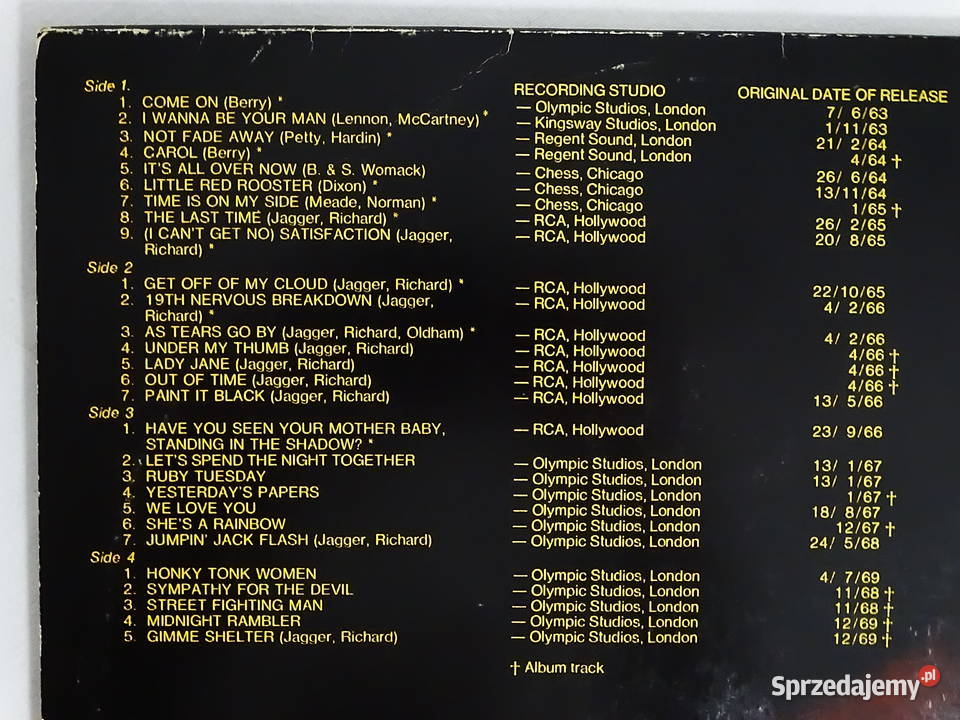 Side 1. RECORDING STUDIO ORIGINAL DATE OF RELEASE
1. COME ON (Berry) * — Olympic Studios, London 7/ 6/63
2. I WANNA BE YOUR MAN (Lennon, McCartney) * — Kingsway Studios, London 1/11/63
3. NOT FADE AWAY (Petty, Hardin) * — Regent Sound, London 21/ 2/64
4. CAROL (Berry) * — Regent Sound, London 4/64 †
5. IT'S ALL OVER NOW (B. & S. Womack) — Chess, Chicago 26/ 6/64
6. LITTLE RED ROOSTER (Dixon) * — Chess, Chicago 13/11/64
7. TIME IS ON MY SIDE (Meade, Norman) * — Chess, Chicago 1/65 †
8. THE LAST TIME (Jagger, Richard) * — RCA, Hollywood 26/ 2/65
9. (I CAN'T GET NO) SATISFACTION (Jagger, — RCA, Hollywood 20/ 8/65
Richard) *
Side 2
1. GET OFF OF MY CLOUD (Jagger, Richard) * — RCA, Hollywood 22/10/65
2. 19TH NERVOUS BREAKDOWN (Jagger, — RCA, Hollywood 4/ 2/66
Richard) *
3. AS TEARS GO BY (Jagger, Richard, Oldham) * — RCA, Hollywood 4/ 2/66
4. UNDER MY THUMB (Jagger, Richard) — RCA, Hollywood 4/66 †
5. LADY JANE (Jagger, Richard) — RCA, Hollywood 4/66 †
6. OUT OF TIME (Jagger, Richard) — RCA, Hollywood 4/66 †
7. PAINT IT BLACK (Jagger, Richard) — RCA, Hollywood 13/ 5/66
Side 3
1. HAVE YOU SEEN YOUR MOTHER BABY, — RCA, Hollywood 23/ 9/66
STANDING IN THE SHADOW? *
2. LET'S SPEND THE NIGHT TOGETHER — Olympic Studios, London 13/ 1/67
3. RUBY TUESDAY — Olympic Studios, London 13/ 1/67
4. YESTERDAY'S PAPERS — Olympic Studios, London 1/67 †
5. WE LOVE YOU — Olympic Studios, London 18/ 8/67
6. SHE'S A RAINBOW — Olympic Studios, London 12/67 †
7. JUMPIN' JACK FLASH (Jagger, Richard) — Olympic Studios, London 24/ 5/68
Side 4
1. HONKY TONK WOMEN — Olympic Studios, London 4/ 7/69
2. SYMPATHY FOR THE DEVIL — Olympic Studios, London 11/68 †
3. STREET FIGHTING MAN — Olympic Studios, London 11/68 †
4. MIDNIGHT RAMBLER — Olympic Studios, London 12/69 †
5. GIMME SHELTER (Jagger, Richard) — Olympic Studios, London 12/69 †
† Album track
Sprzedajemy.pl